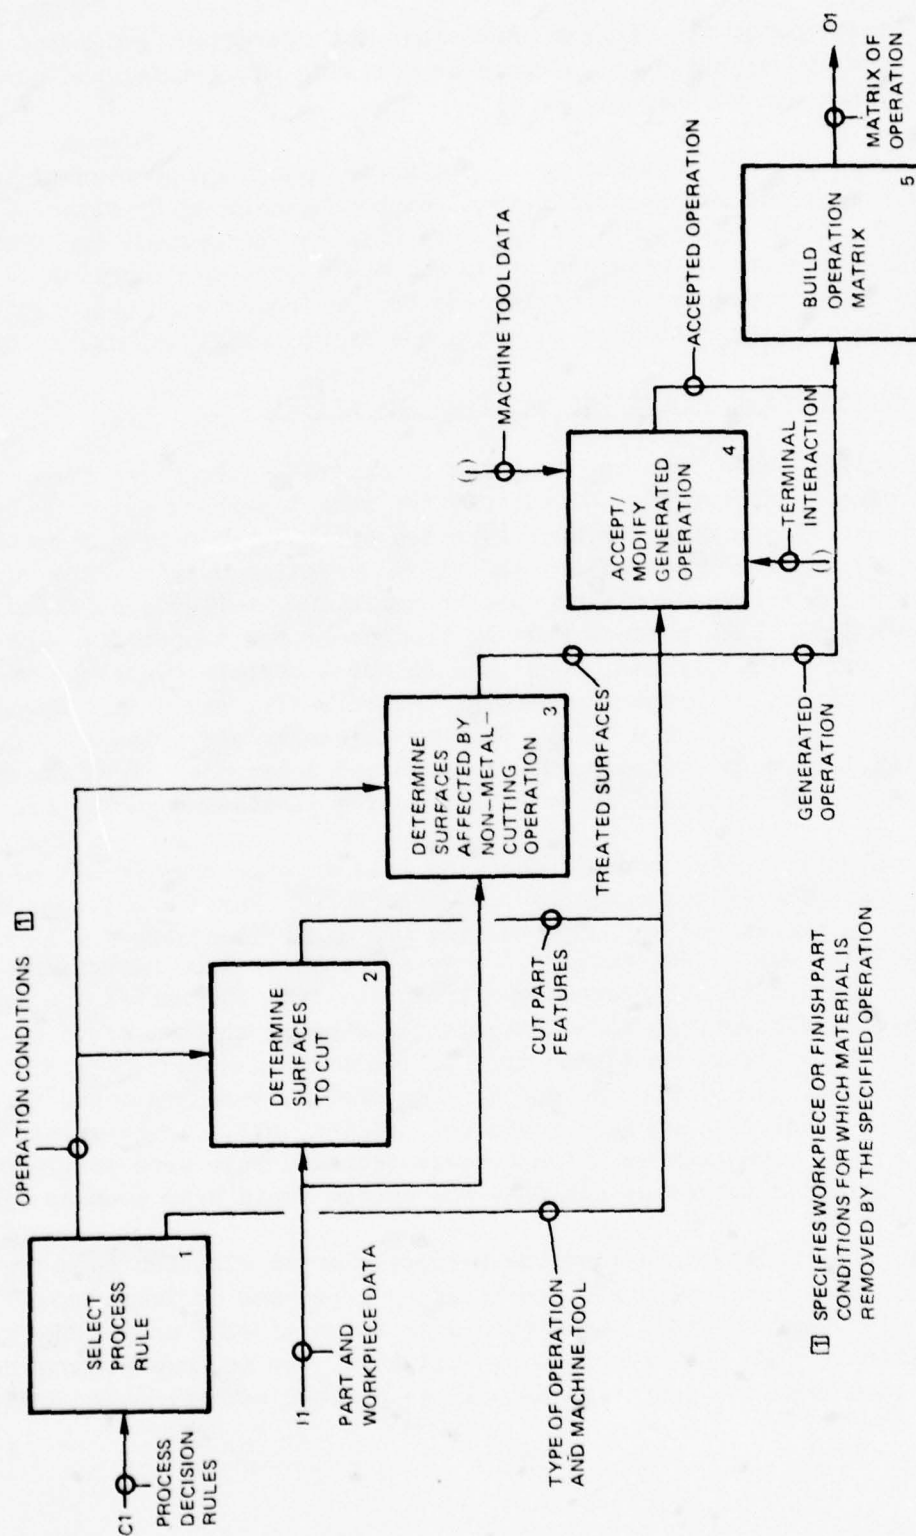 C1
PROCESS
DECISION
RULES
SELECT
PROCESS
RULE
1
OPERATION CONDITIONS 1
I1
PART AND
WORKPIECE DATA
DETERMINE
SURFACES
TO CUT
2
TYPE OF OPERATION
AND MACHINE TOOL
CUT PART
FEATURES
DETERMINE
SURFACES
AFFECTED BY
NON-METAL-
CUTTING
OPERATION
3
TREATED SURFACES
MACHINE TOOL DATA
()
ACCEPT/
MODIFY
GENERATED
OPERATION
4
TERMINAL
INTERACTION
()
GENERATED
OPERATION
ACCEPTED OPERATION
BUILD
OPERATION
MATRIX
5
MATRIX OF
OPERATION
O1
1 SPECIFIES WORKPIECE OR FINISH PART
CONDITIONS FOR WHICH MATERIAL IS
REMOVED BY THE SPECIFIED OPERATION